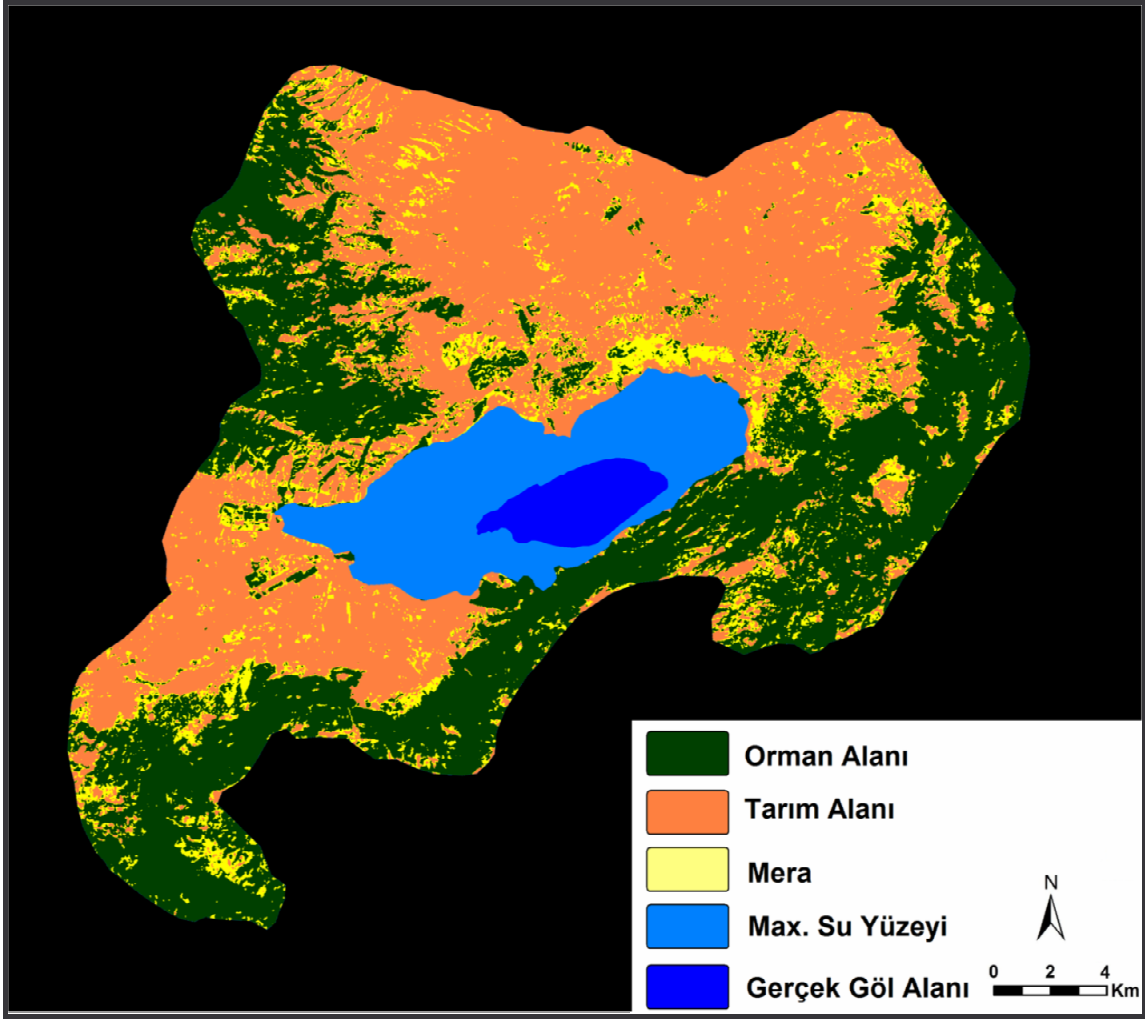 Orman Alanı
Tarım Alanı
Mera
Max. Su Yüzeyi
Gerçek Göl Alanı
N
0 2 4
Km